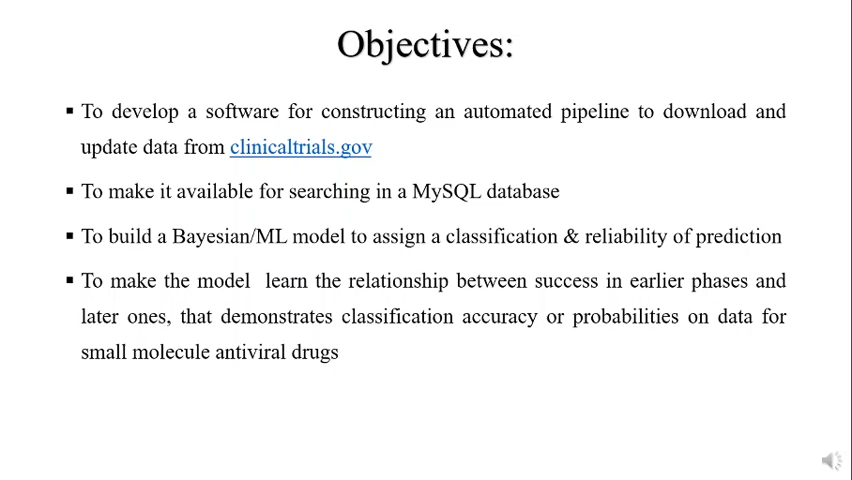 Objectives:
▪ To develop a software for constructing an automated pipeline to download and
update data from clinicaltrials.gov
▪ To make it available for searching in a MySQL database
▪ To build a Bayesian/ML model to assign a classification & reliability of prediction
▪ To make the model learn the relationship between success in earlier phases and
later ones, that demonstrates classification accuracy or probabilities on data for
small molecule antiviral drugs